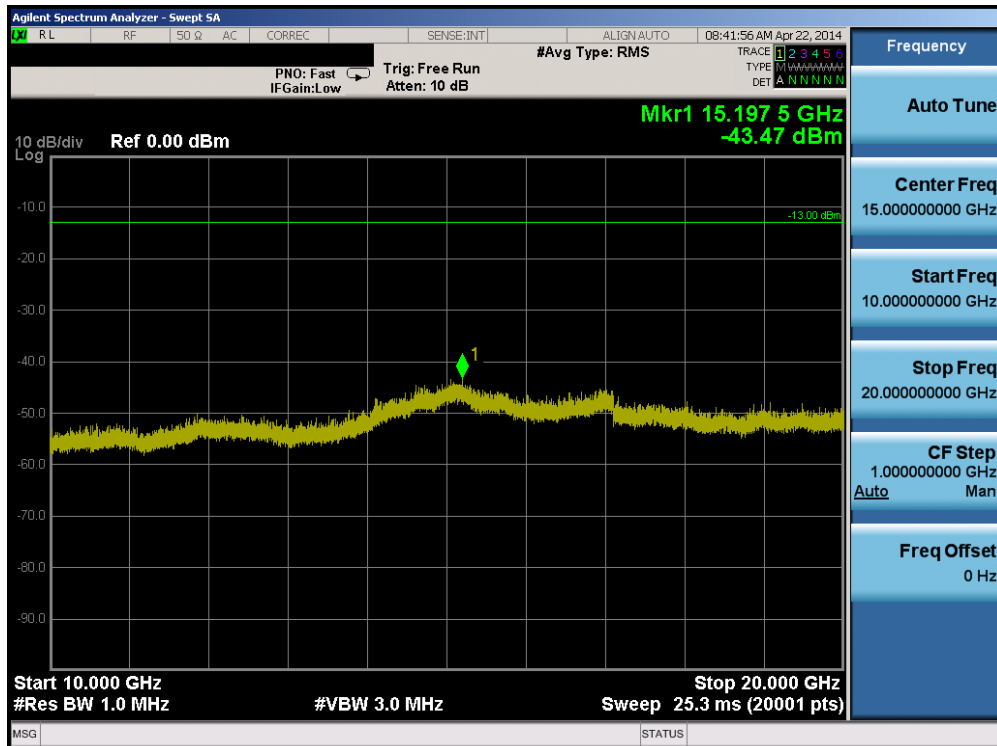 Agilent Spectrum Analyzer - Swept SA
LXI RL RF 50 Ω AC CORREC SENSE:INT ALIGN AUTO 08:41:56 AM Apr 22, 2014
PNO: Fast
IFGain:Low
Trig: Free Run
Atten: 10 dB
#Avg Type: RMS
TRACE 1 2 3 4 5 6
TYPE M WWWWW
DET A N N N N N
Mkr1 15.197 5 GHz
-43.47 dBm
10 dB/div Ref 0.00 dBm
Log
-10.0
-13.00 dBm
-20.0
-30.0
-40.0
1
-50.0
-60.0
-70.0
-80.0
-90.0
Start 10.000 GHz Stop 20.000 GHz
#Res BW 1.0 MHz #VBW 3.0 MHz Sweep 25.3 ms (20001 pts)
MSG STATUS
Frequency
Auto Tune
Center Freq
15.000000000 GHz
Start Freq
10.000000000 GHz
Stop Freq
20.000000000 GHz
CF Step
1.000000000 GHz
Auto Man
Freq Offset
0 Hz